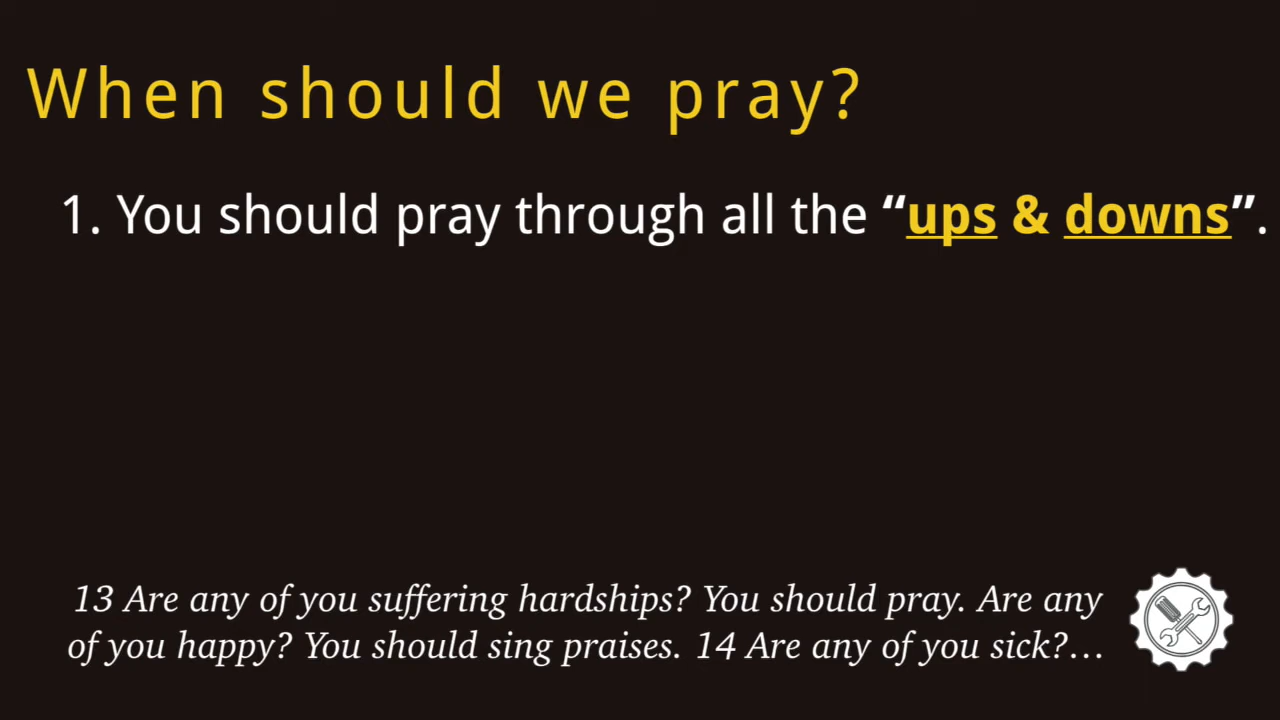 When should we pray?
1. You should pray through all the “ups & downs”.
13 Are any of you suffering hardships? You should pray. Are any
of you happy? You should sing praises. 14 Are any of you sick?…